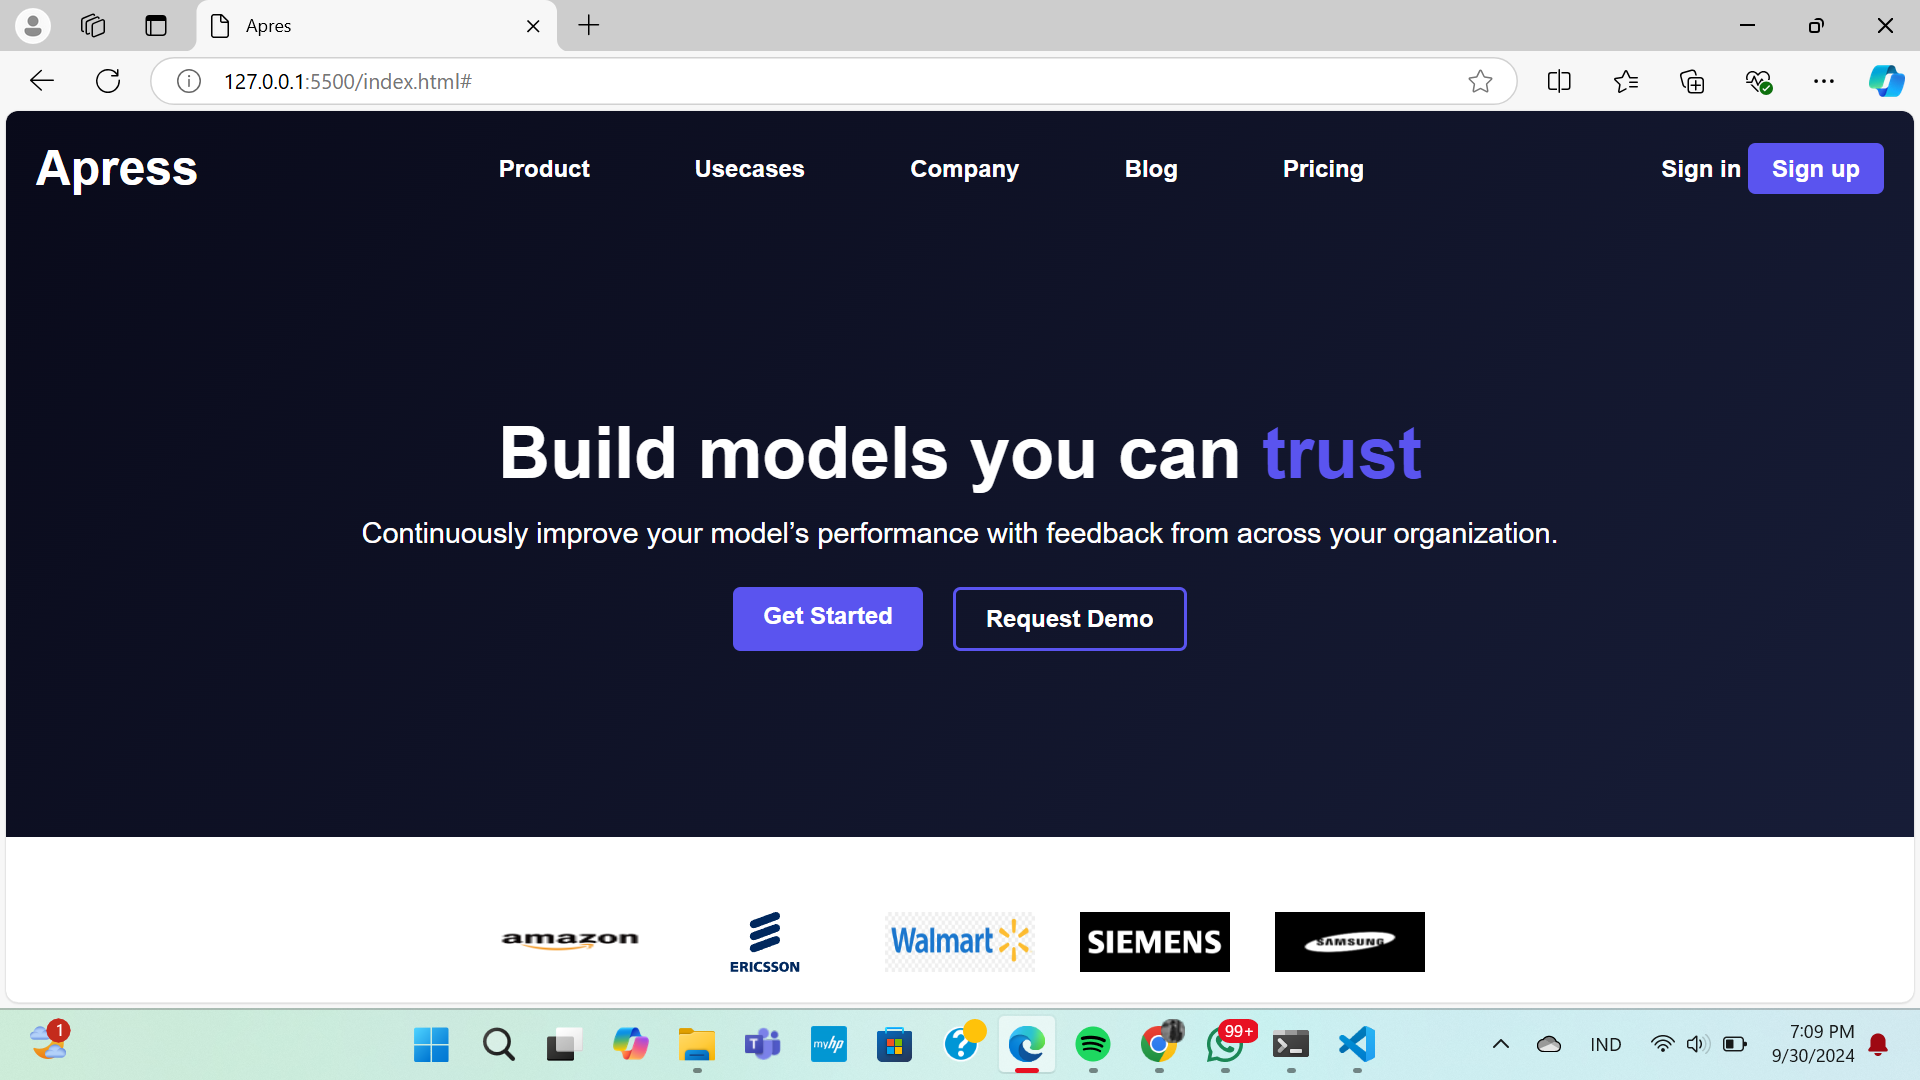 Apres
127.0.0.1:5500/index.html#
Apress
Product Usecases Company Blog Pricing
Sign in Sign up
Build models you can trust
Continuously improve your model’s performance with feedback from across your organization.
Get Started Request Demo
amazon
ERICSSON
Walmart
SIEMENS
SAMSUNG
1
myhp
99+
IND
7:09 PM
9/30/2024